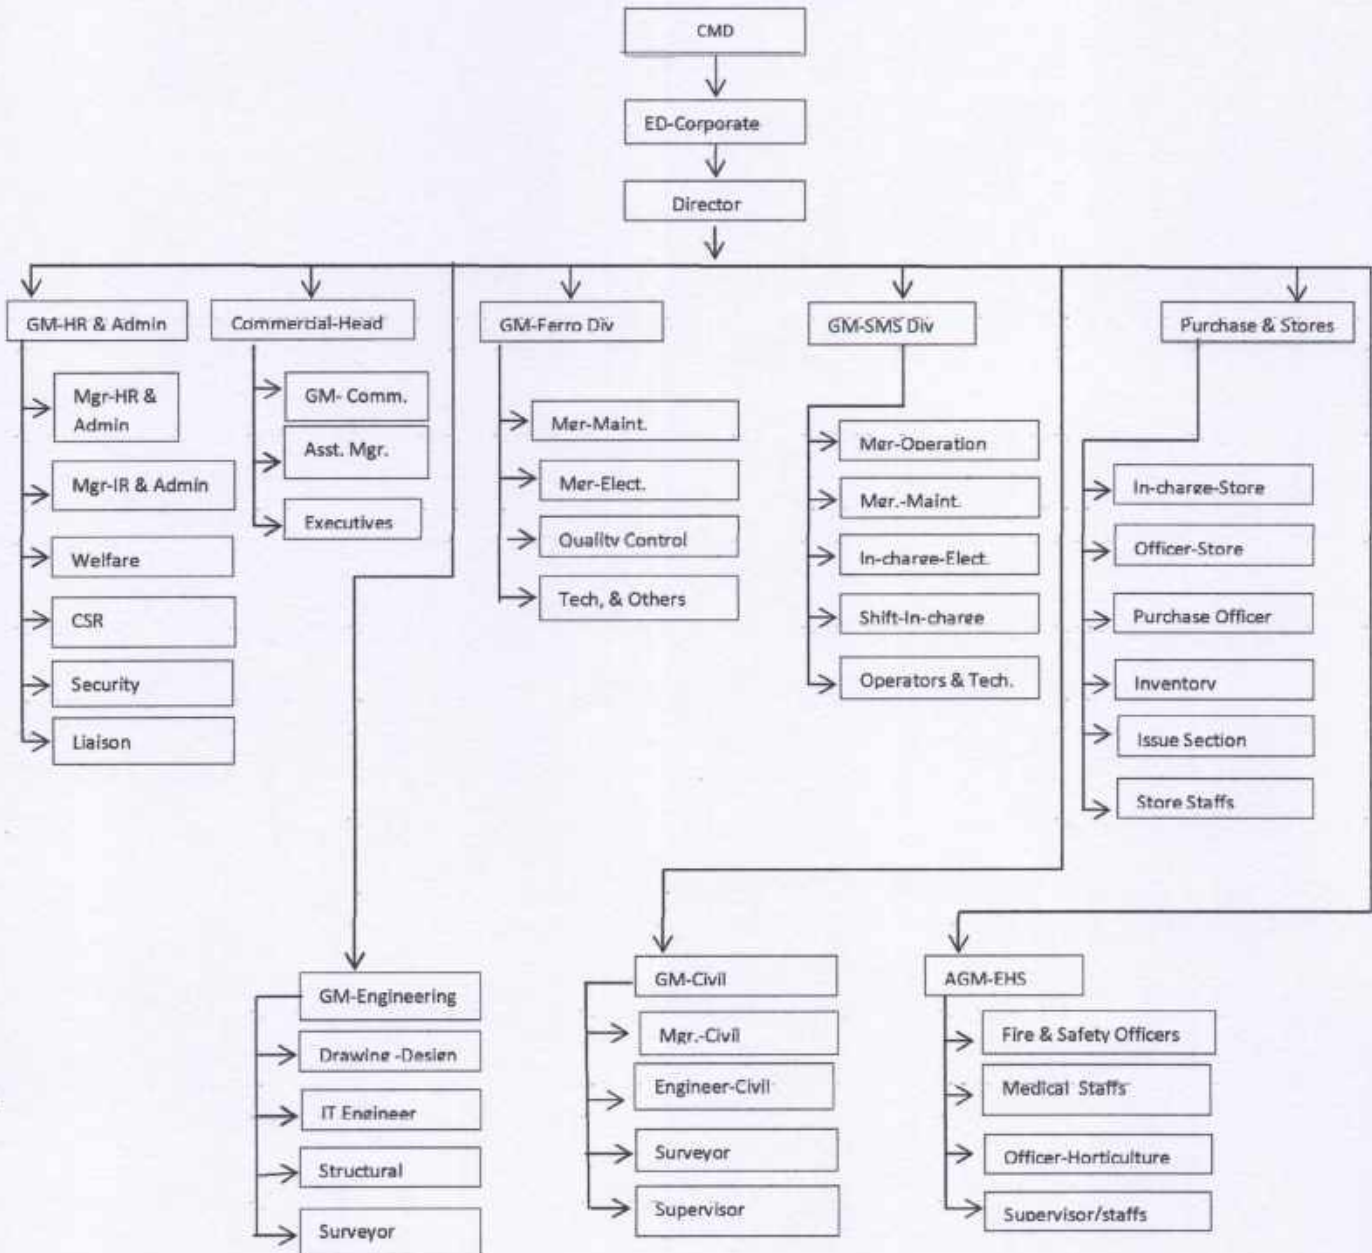 CMD
ED-Corporate
Director
GM-HR & Admin
Mgr-HR &
Admin
Mgr-IR & Admin
Welfare
CSR
Security
Liaison
Commercial-Head
GM- Comm.
Asst. Mgr.
Executives
GM-Ferro Div
Mgr-Maint.
Mgr-Elect.
Quality Control
Tech, & Others
GM-SMS Div
Mgr-Operation
Mgr.-Maint.
In-charge-Elect.
Shift-In-charge
Operators & Tech.
Purchase & Stores
In-charge-Store
Officer-Store
Purchase Officer
Inventory
Issue Section
Store Staffs
GM-Engineering
Drawing -Design
IT Engineer
Structural
Surveyor
GM-Civil
Mgr.-Civil
Engineer-Civil
Surveyor
Supervisor
AGM-EHS
Fire & Safety Officers
Medical Staffs
Officer-Horticulture
Supervisor/staffs